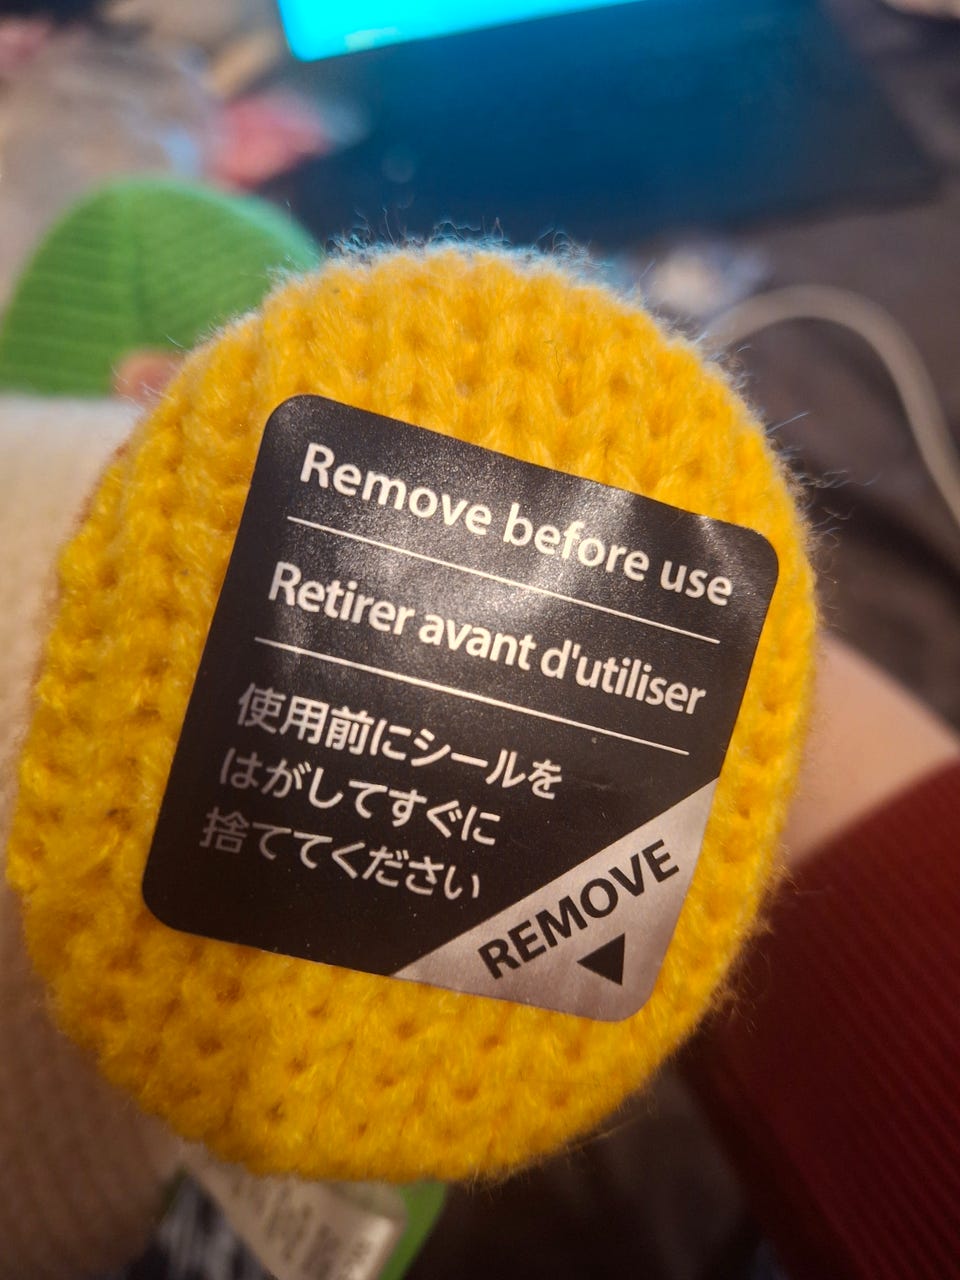 Remove before use
Retirer avant d'utiliser
使用前にシールを
はがしてすぐに
捨ててください
REMOVE